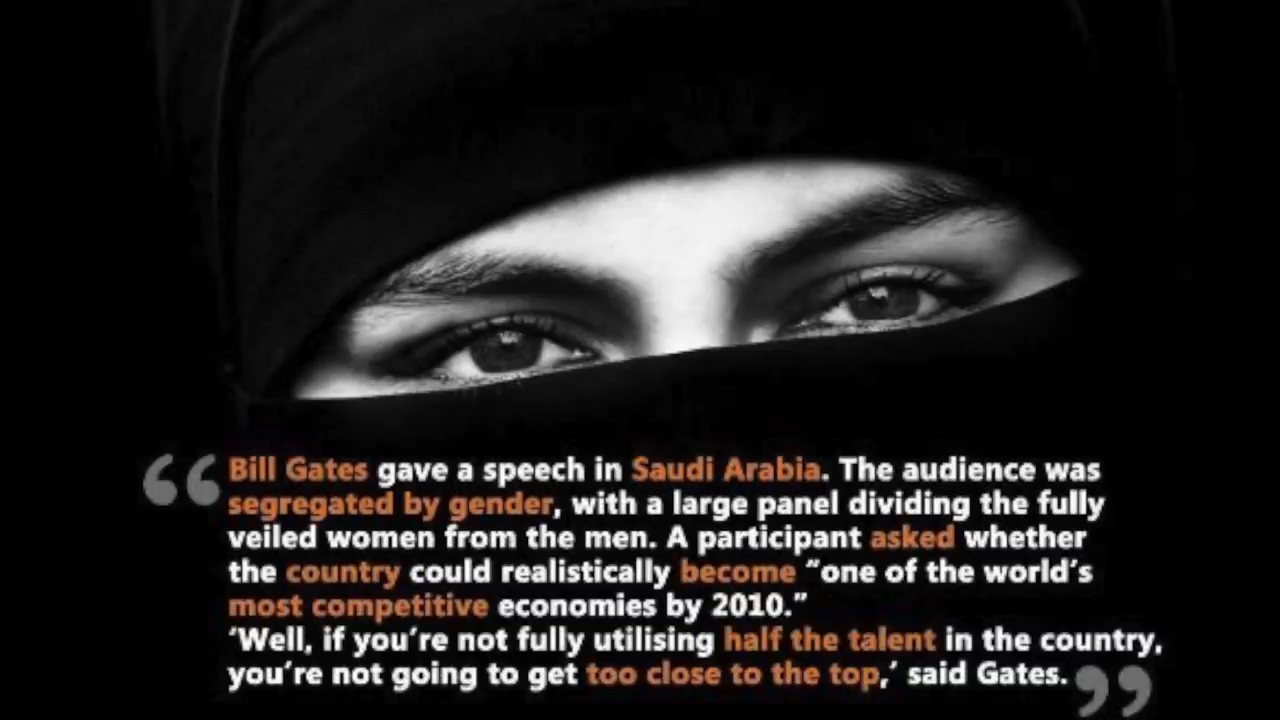 “ Bill Gates gave a speech in Saudi Arabia. The audience was
segregated by gender, with a large panel dividing the fully
veiled women from the men. A participant asked whether
the country could realistically become “one of the world’s
most competitive economies by 2010.”
‘Well, if you’re not fully utilising half the talent in the country,
you’re not going to get too close to the top,’ said Gates. ”